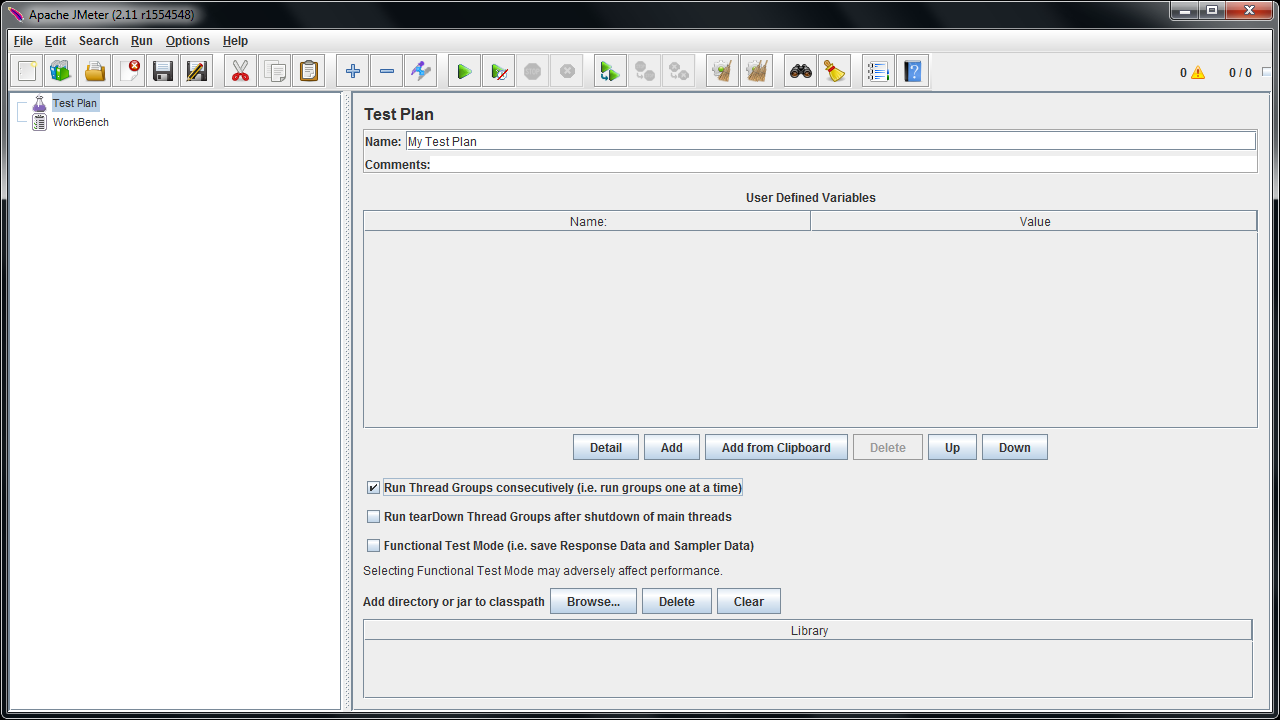 Apache JMeter (2.11 r1554548)
File Edit Search Run Options Help
0 0 / 0
Test Plan
WorkBench
Test Plan
Name: My Test Plan
Comments:
User Defined Variables
Name: Value
Detail Add Add from Clipboard Delete Up Down
Run Thread Groups consecutively (i.e. run groups one at a time)
Run tearDown Thread Groups after shutdown of main threads
Functional Test Mode (i.e. save Response Data and Sampler Data)
Selecting Functional Test Mode may adversely affect performance.
Add directory or jar to classpath Browse... Delete Clear
Library